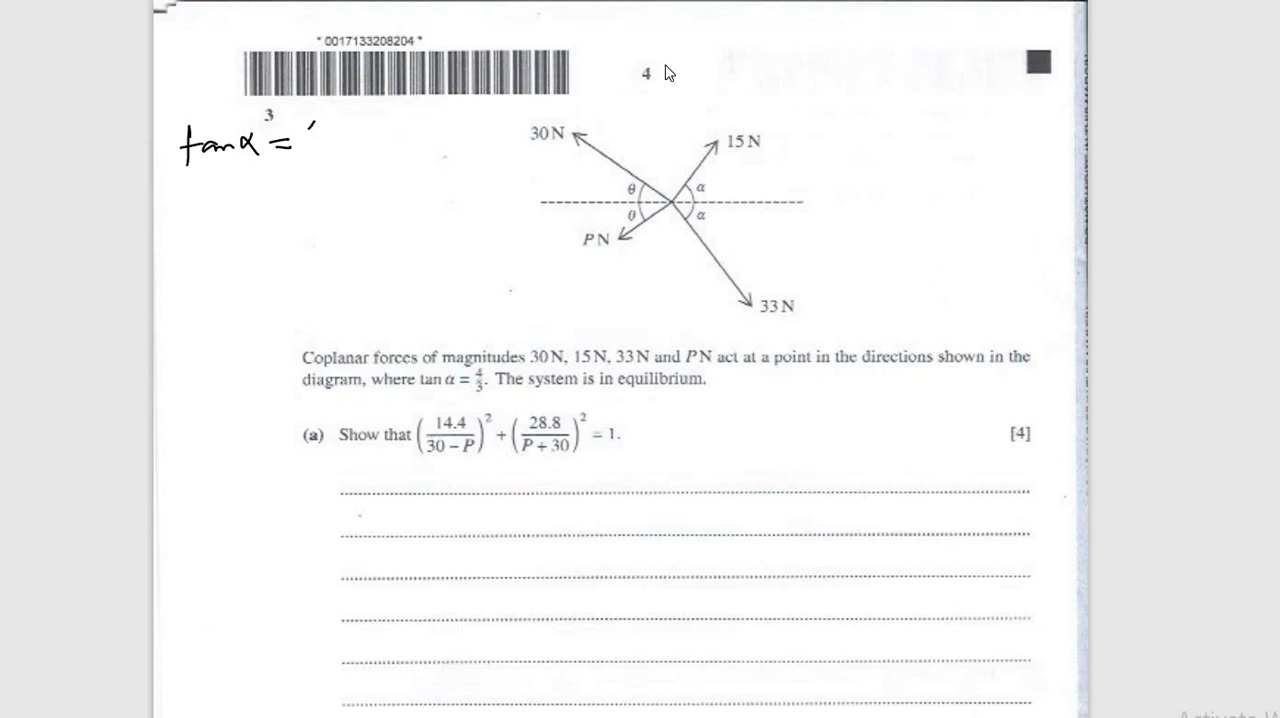 * 0017133208204 *
4
3
tan α =
30 N
15 N
θ
α
θ
α
P N
33 N
Coplanar forces of magnitudes 30 N, 15 N, 33 N and P N act at a point in the directions shown in the
diagram, where tan α = 4/3. The system is in equilibrium.
(a) Show that (14.4/(30 − P))² + (28.8/(P + 30))² = 1. [4]